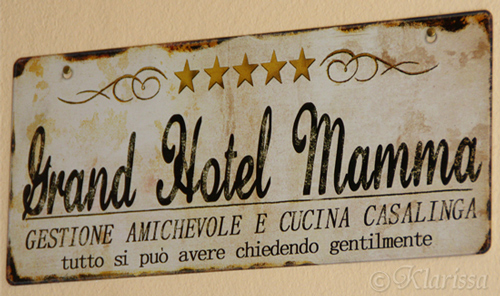 Grand Hotel Mamma
GESTIONE AMICHEVOLE E CUCINA CASALINGA
tutto si può avere chiedendo gentilmente
© Klarissa